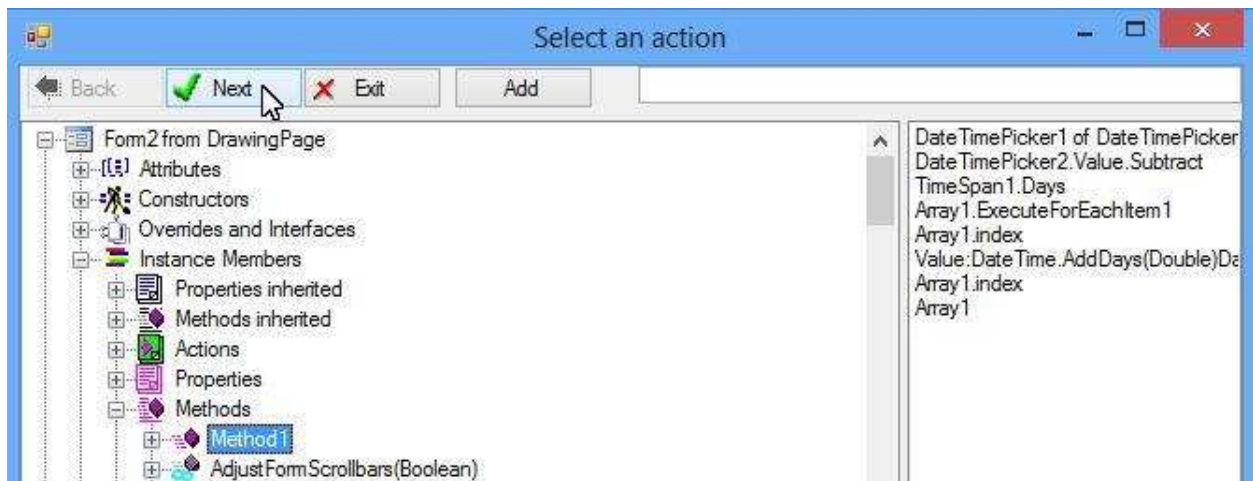 Select an action
Back Next Exit Add
Form2 from DrawingPage
Attributes
Constructors
Overrides and Interfaces
Instance Members
Properties inherited
Methods inherited
Actions
Properties
Methods
Method1
AdjustFormScrollbars(Boolean)
DateTimePicker1 of DateTimePicker
DateTimePicker2.Value.Subtract
TimeSpan1.Days
Array1.ExecuteForEachItem1
Array1.index
Value:DateTime.AddDays(Double)Da
Array1.index
Array1